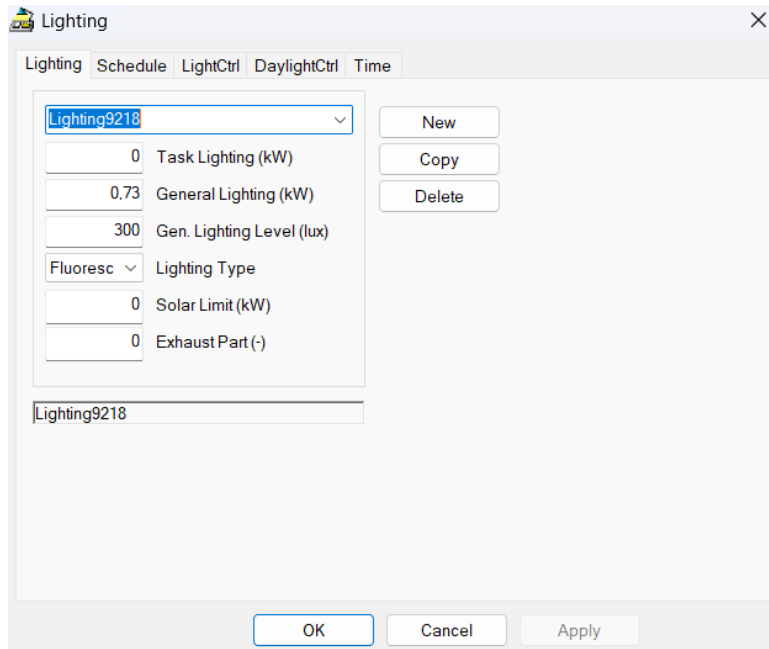 Lighting
Lighting Schedule LightCtrl DaylightCtrl Time
Lighting9218 New
0 Task Lighting (kW) Copy
0,73 General Lighting (kW) Delete
300 Gen. Lighting Level (lux)
Fluoresc Lighting Type
0 Solar Limit (kW)
0 Exhaust Part (-)
Lighting9218
OK Cancel Apply